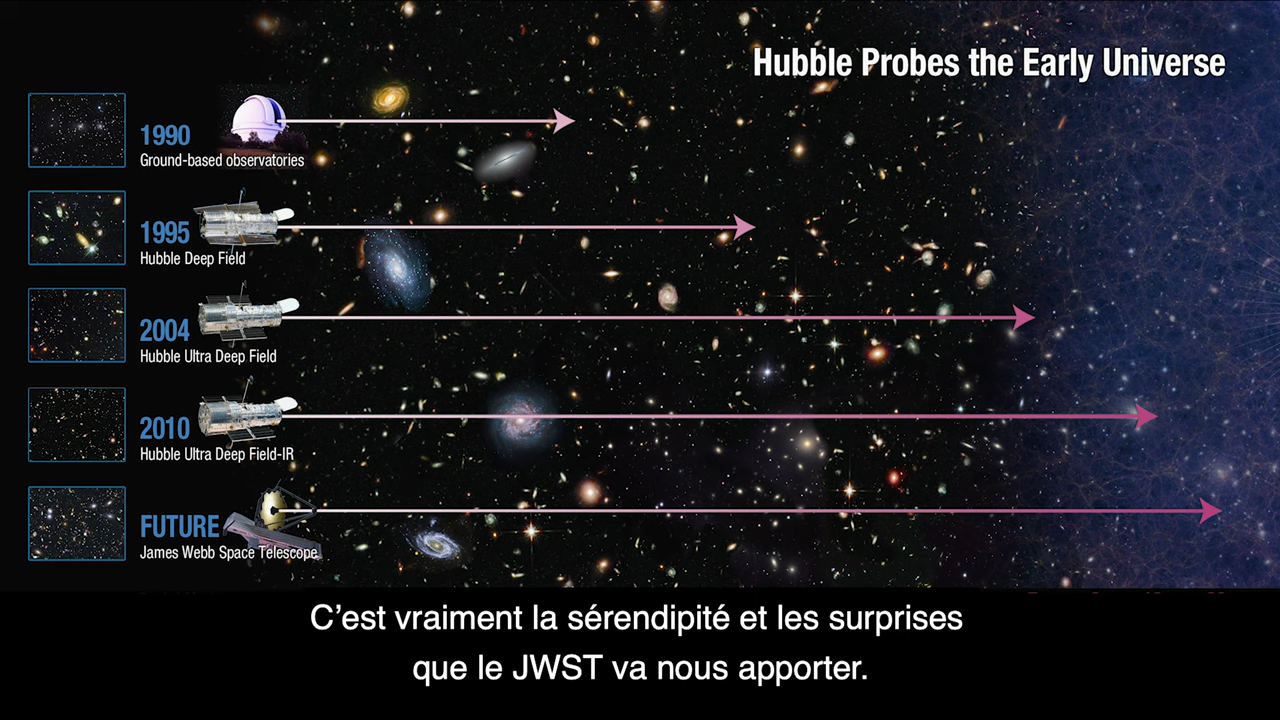 Hubble Probes the Early Universe
1990
Ground-based observatories
1995
Hubble Deep Field
2004
Hubble Ultra Deep Field
2010
Hubble Ultra Deep Field-IR
FUTURE
James Webb Space Telescope
C’est vraiment la sérendipité et les surprises
que le JWST va nous apporter.